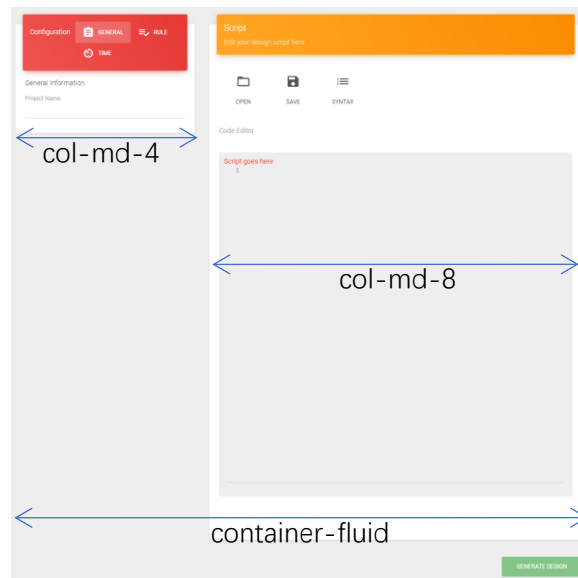 Configuration GENERAL RULE
TIME
General Information
Project Name
col-md-4
Script
Edit your design script here
OPEN SAVE SYNTAX
Code Editor
Script goes here
1
col-md-8
container-fluid
GENERATE DESIGN